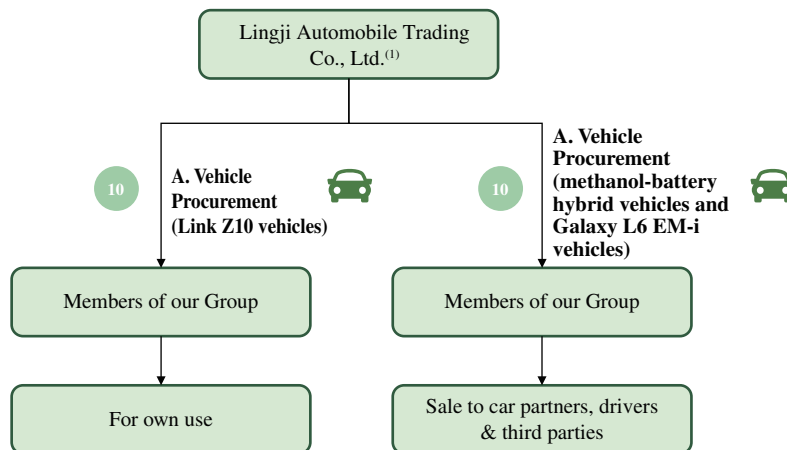 Lingji Automobile Trading
Co., Ltd.(1)
10
A. Vehicle
Procurement
(Link Z10 vehicles)
10
A. Vehicle
Procurement
(methanol-battery
hybrid vehicles and
Galaxy L6 EM-i
vehicles)
Members of our Group
Members of our Group
For own use
Sale to car partners, drivers
& third parties